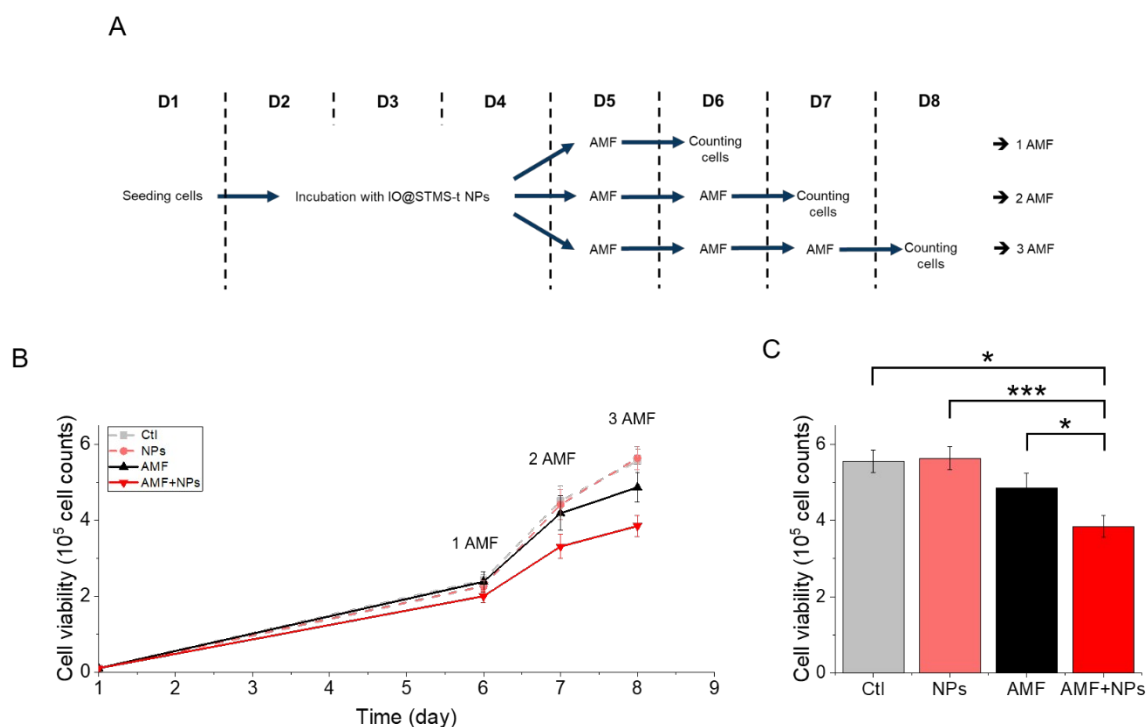 A
D1 D2 D3 D4 D5 D6 D7 D8
AMF Counting cells ➔ 1 AMF
Seeding cells Incubation with IO@STMS-t NPs AMF AMF Counting cells ➔ 2 AMF
AMF AMF AMF Counting cells ➔ 3 AMF
B
Cell viability (10⁵ cell counts)
6
4
2
0
Ctl
NPs
AMF
AMF+NPs
1 AMF
2 AMF
3 AMF
1 2 3 4 5 6 7 8 9
Time (day)
C
*
***
*
Cell viability (10⁵ cell counts)
6
4
2
0
Ctl NPs AMF AMF+NPs